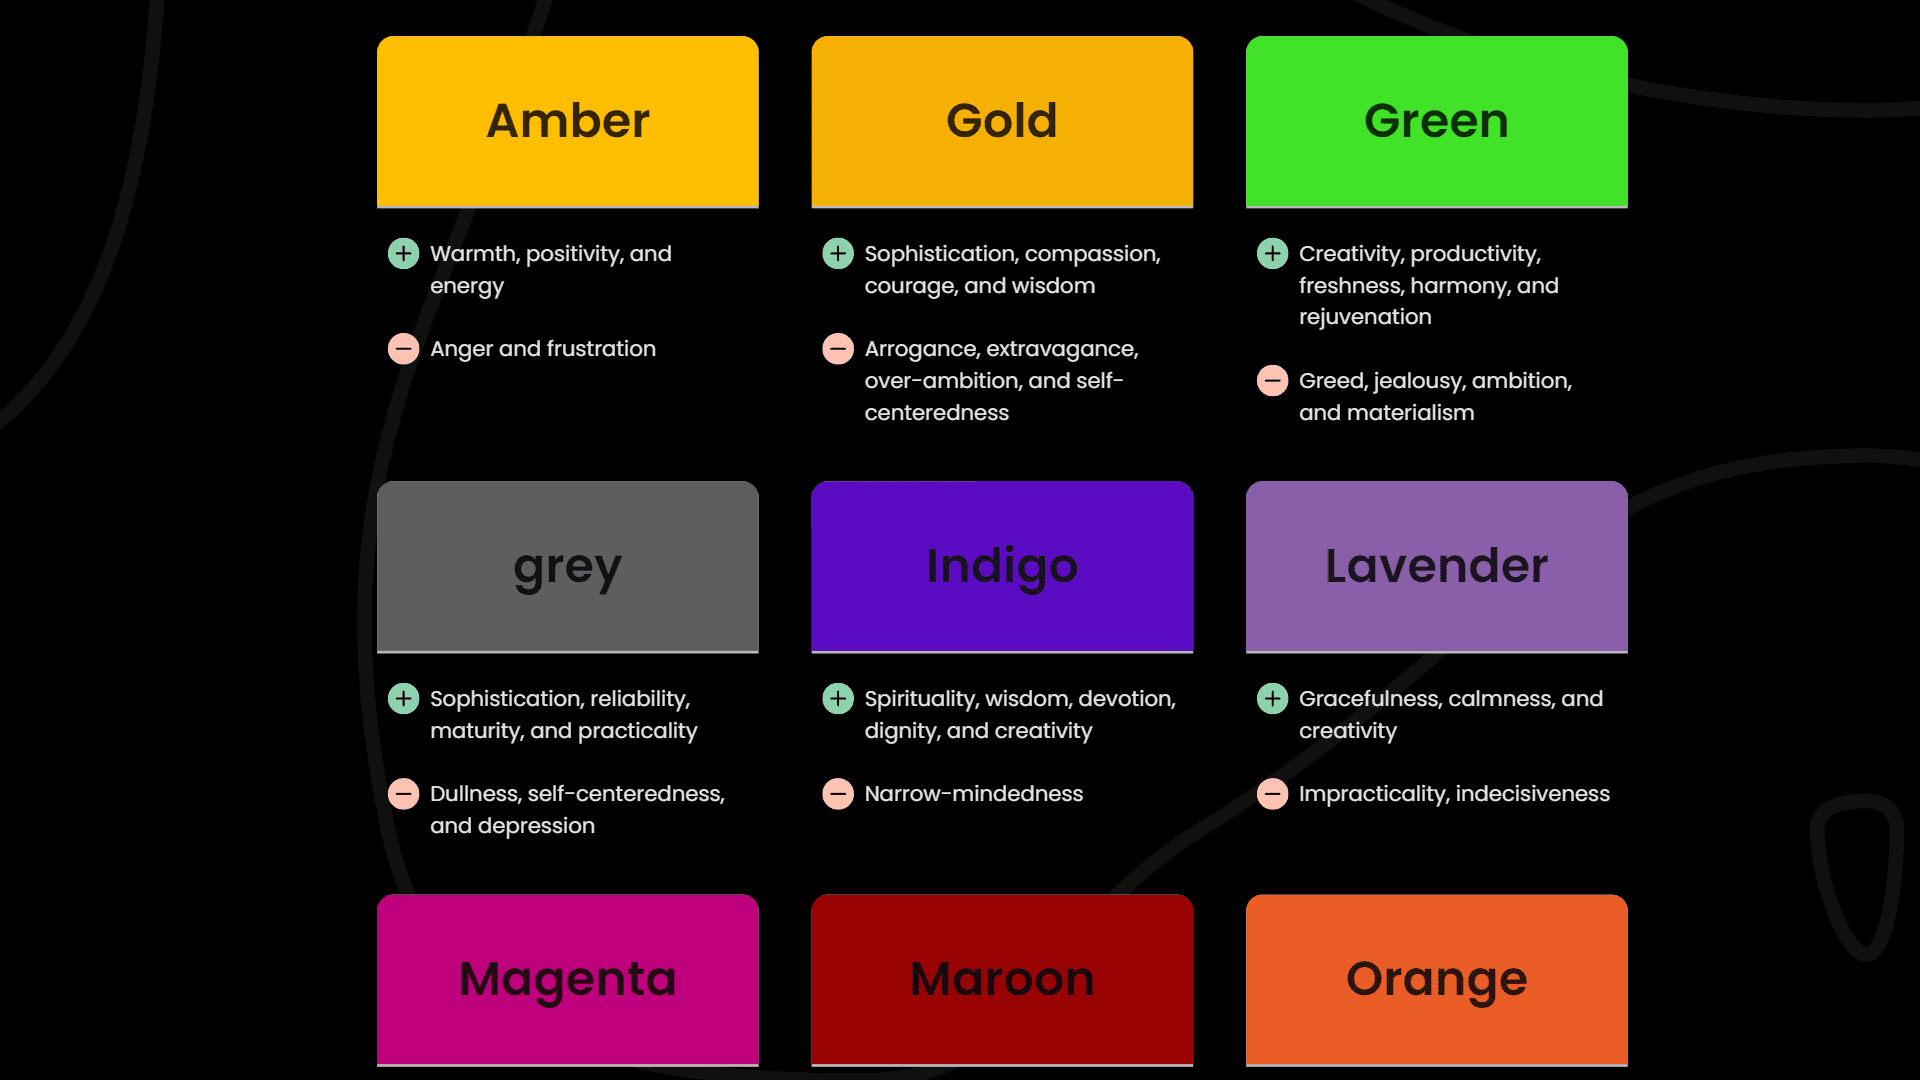 Amber
Gold
Green
Warmth, positivity, and
energy
Anger and frustration
Sophistication, compassion,
courage, and wisdom
Arrogance, extravagance,
over-ambition, and self-
centeredness
Creativity, productivity,
freshness, harmony, and
rejuvenation
Greed, jealousy, ambition,
and materialism
grey
Indigo
Lavender
Sophistication, reliability,
maturity, and practicality
Dullness, self-centeredness,
and depression
Spirituality, wisdom, devotion,
dignity, and creativity
Narrow-mindedness
Gracefulness, calmness, and
creativity
Impracticality, indecisiveness
Magenta
Maroon
Orange